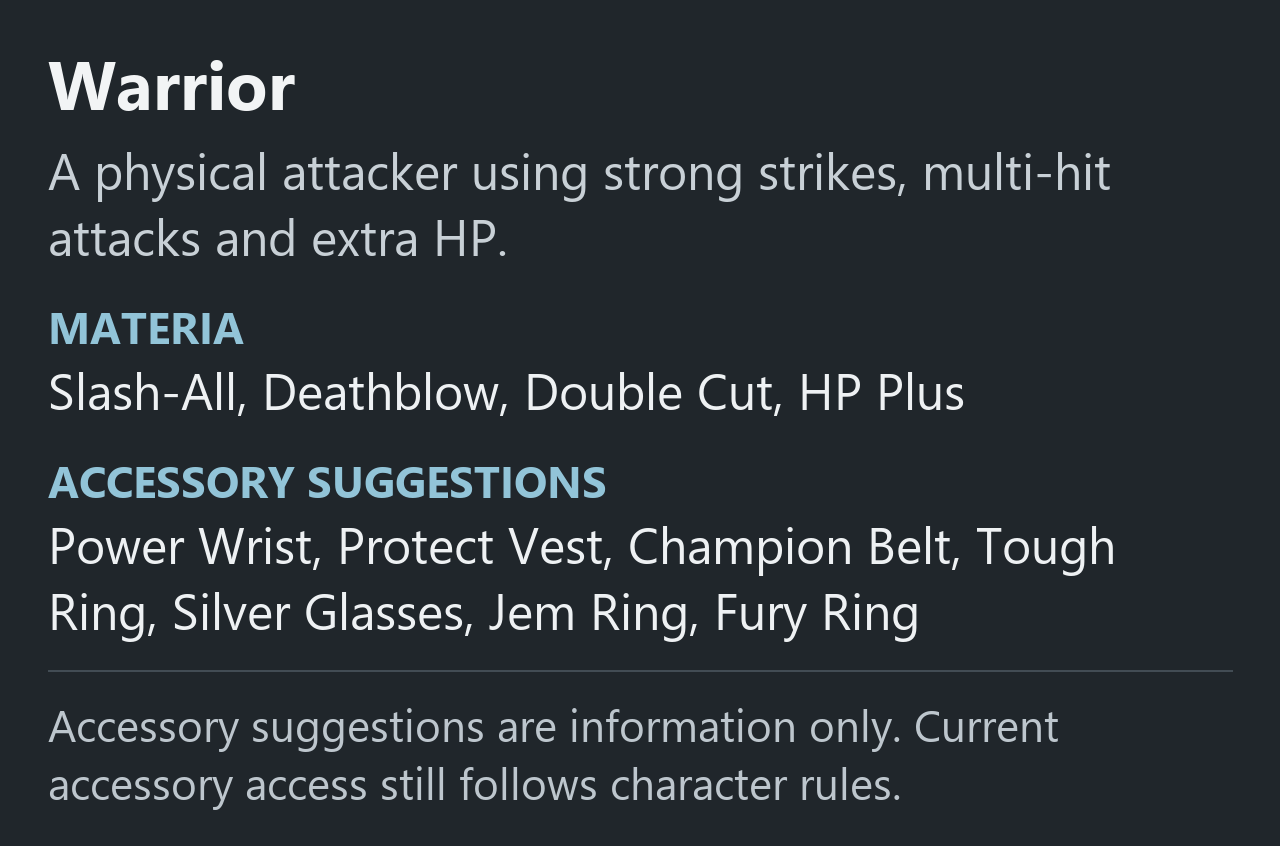 Warrior
A physical attacker using strong strikes, multi-hit
attacks and extra HP.
MATERIA
Slash-All, Deathblow, Double Cut, HP Plus
ACCESSORY SUGGESTIONS
Power Wrist, Protect Vest, Champion Belt, Tough
Ring, Silver Glasses, Jem Ring, Fury Ring
Accessory suggestions are information only. Current
accessory access still follows character rules.